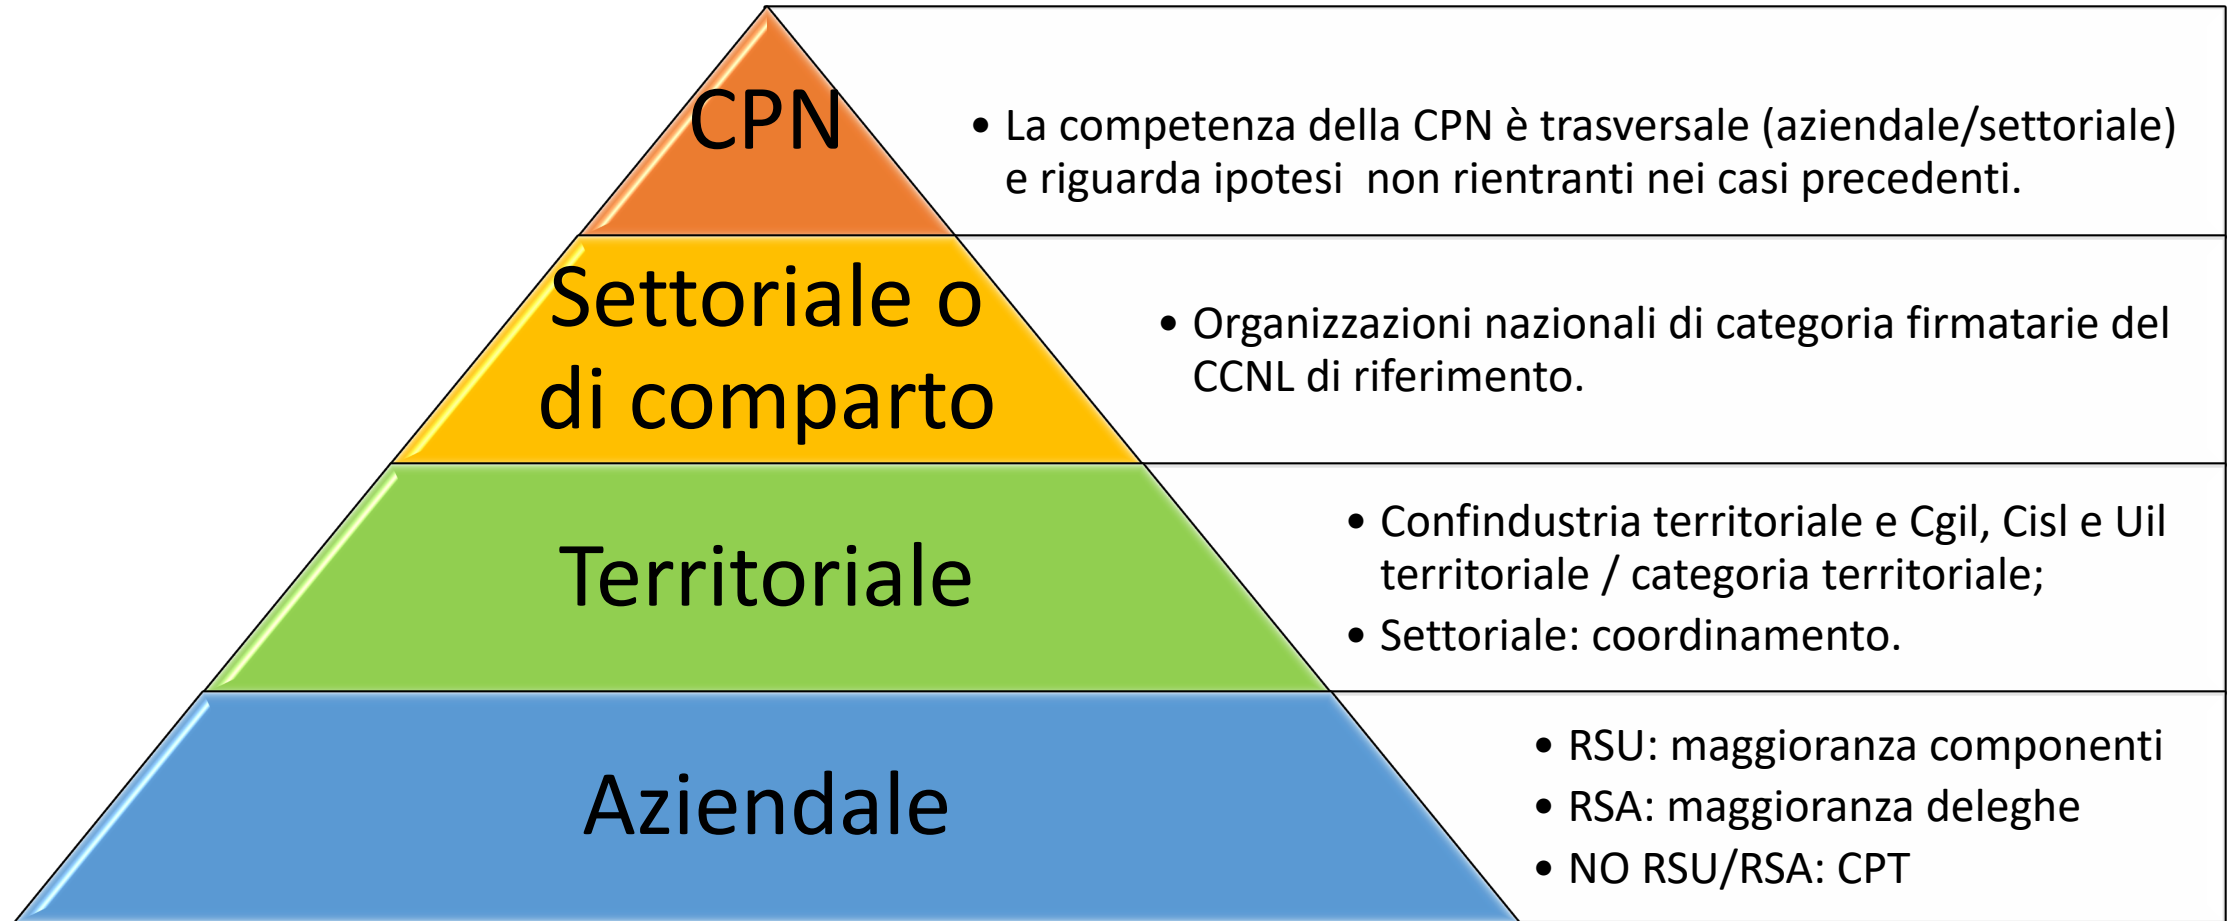 CPN
• La competenza della CPN è trasversale (aziendale/settoriale)
e riguarda ipotesi  non rientranti nei casi precedenti.
Settoriale o
di comparto
• Organizzazioni nazionali di categoria firmatarie del
CCNL di riferimento.
Territoriale
• Confindustria territoriale e Cgil, Cisl e Uil
territoriale / categoria territoriale;
• Settoriale: coordinamento.
Aziendale
• RSU: maggioranza componenti
• RSA: maggioranza deleghe
• NO RSU/RSA: CPT